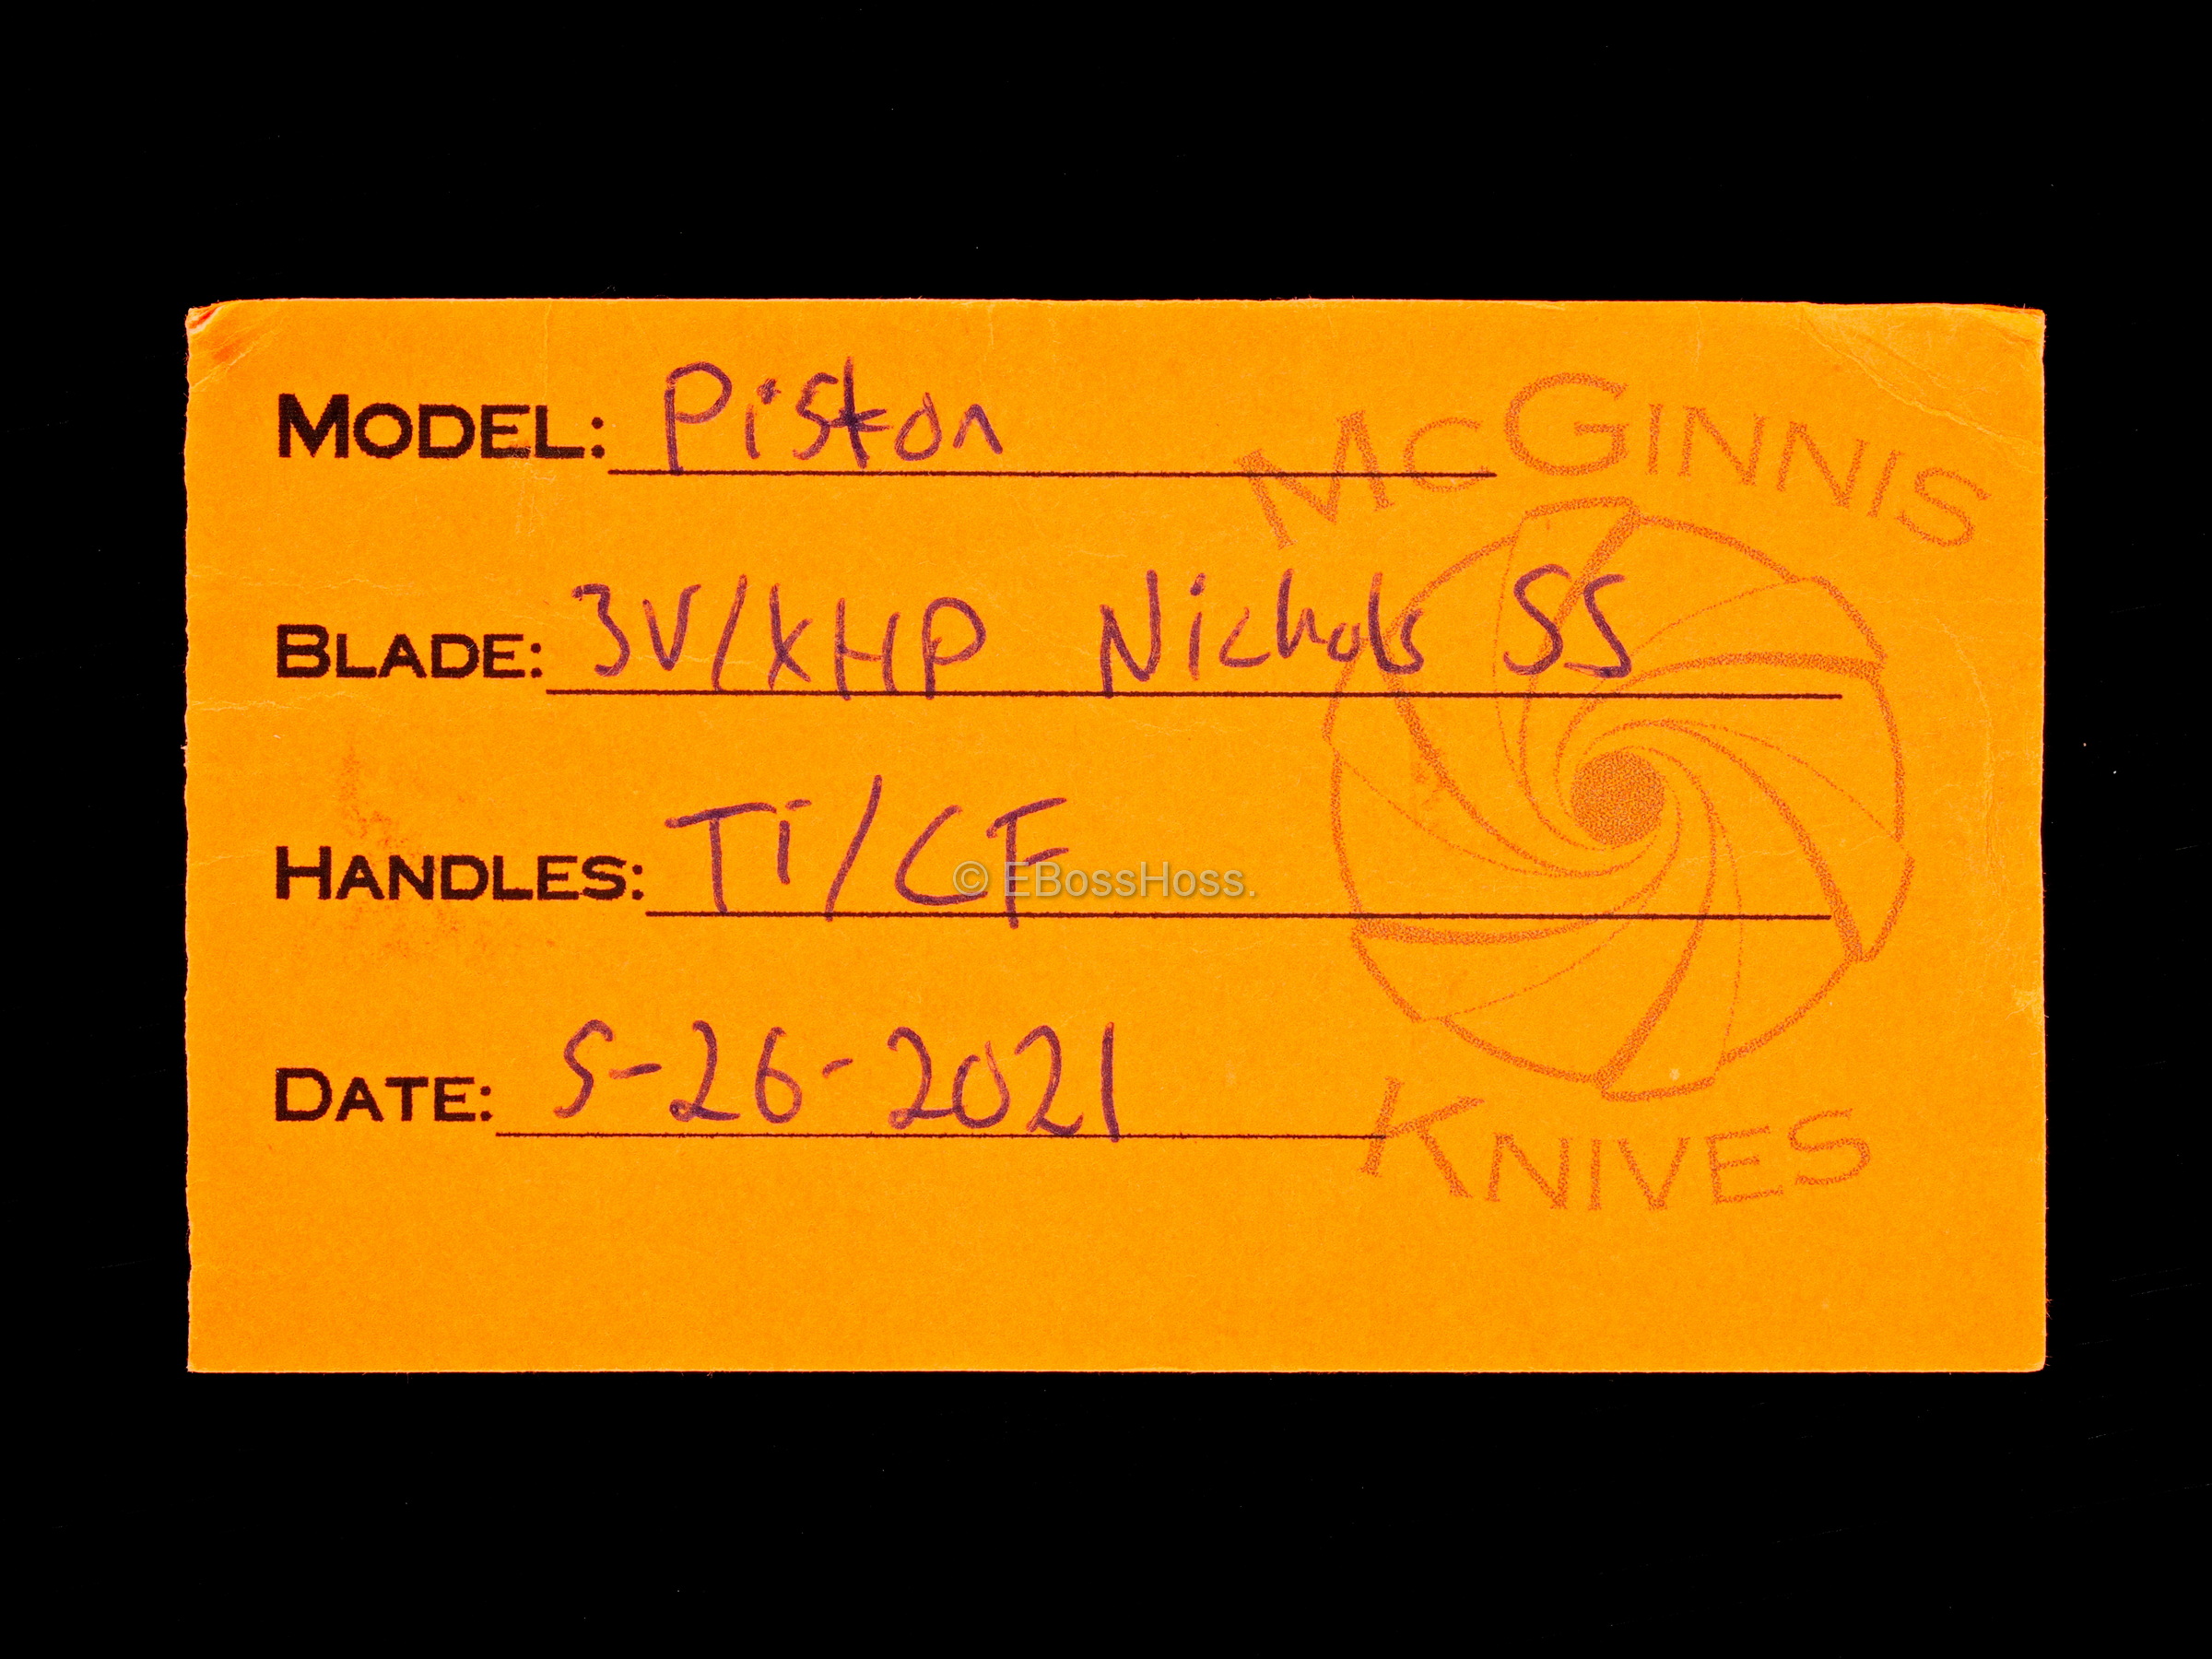 MODEL: Piston
MCGINNIS
BLADE: 3V/XHP Nichols SS
HANDLES: Ti/CF
© EBossHoss.
DATE: 5-26-2021
KNIVES